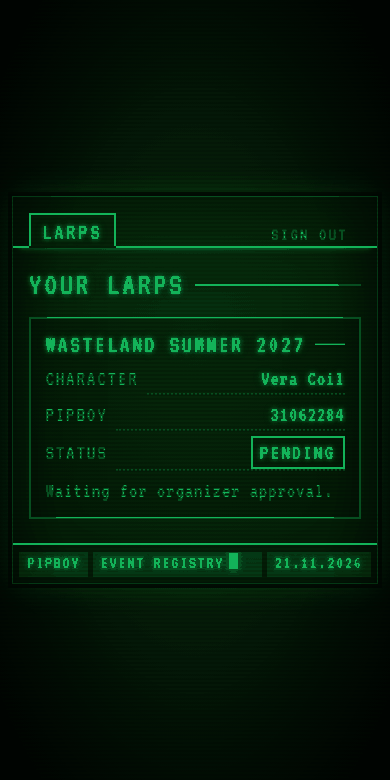 LARPS
SIGN OUT
YOUR LARPS
WASTELAND SUMMER 2027
CHARACTER Vera Coil
PIPBOY 31062284
STATUS PENDING
Waiting for organizer approval.
PIPBOY EVENT REGISTRY 21.11.2026